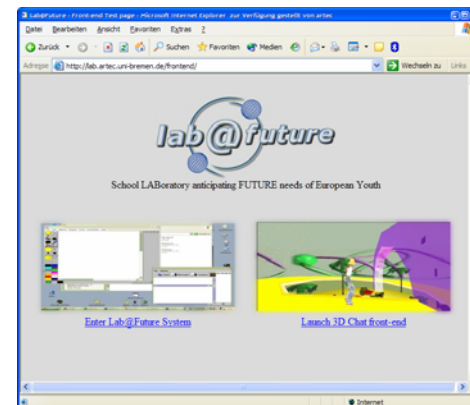 Lab@Future - Front-end Test page - Microsoft Internet Explorer zur Verfügung gestellt von artec
Datei Bearbeiten Ansicht Favoriten Extras ?
Zurück Suchen Favoriten Medien
Adresse http://lab.artec.uni-bremen.de/frontend/ Wechseln zu Links
lab@future
School LABoratory anticipating FUTURE needs of European Youth
Enter Lab@Future System Launch 3D Chat front-end
Internet